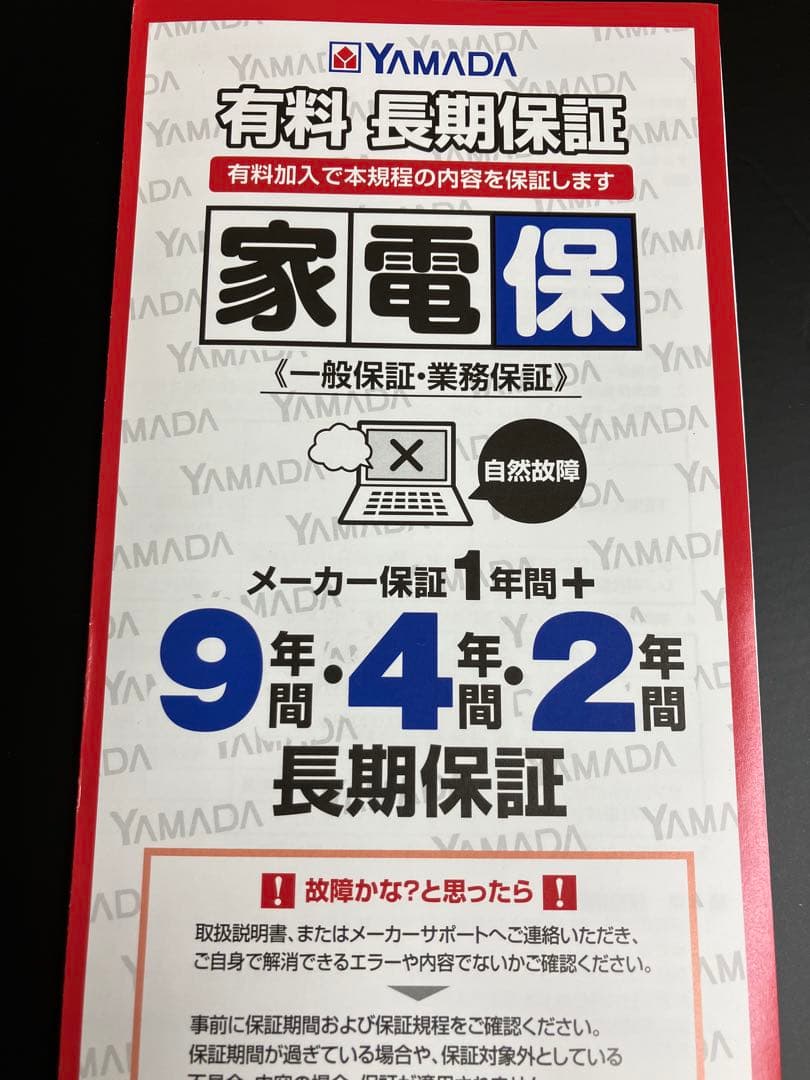 YAMADA
有料 長期保証
有料加入で本規程の内容を保証します
家電保
《一般保証・業務保証》
自然故障
メーカー保証1年間+
9年間・4年間・2年間
長期保証
! 故障かな?と思ったら !
取扱説明書、またはメーカーサポートへご連絡いただき、
ご自身で解消できるエラーや内容でないかご確認ください。
事前に保証期間および保証規程をご確認ください。
保証期間が過ぎている場合や、保証対象外としている